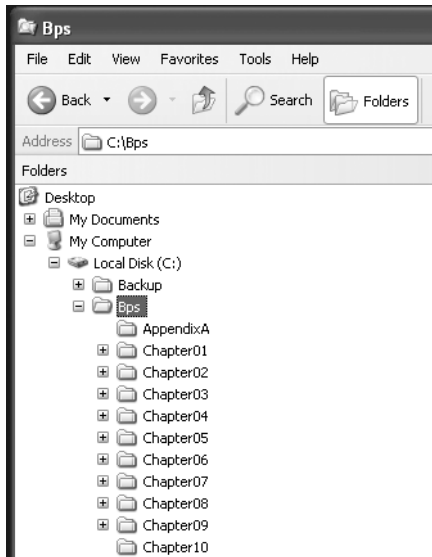 Bps
File Edit View Favorites Tools Help
Back Search Folders
Address C:\Bps
Folders
Desktop
My Documents
My Computer
Local Disk (C:)
Backup
Bps
AppendixA
Chapter01
Chapter02
Chapter03
Chapter04
Chapter05
Chapter06
Chapter07
Chapter08
Chapter09
Chapter10